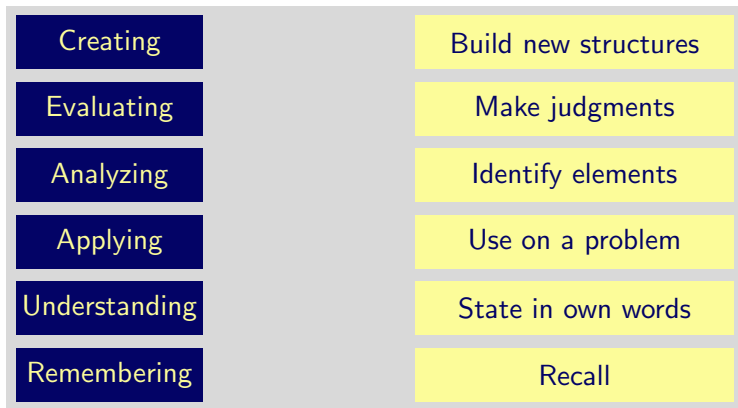 Creating
Build new structures
Evaluating
Make judgments
Analyzing
Identify elements
Applying
Use on a problem
Understanding
State in own words
Remembering
Recall